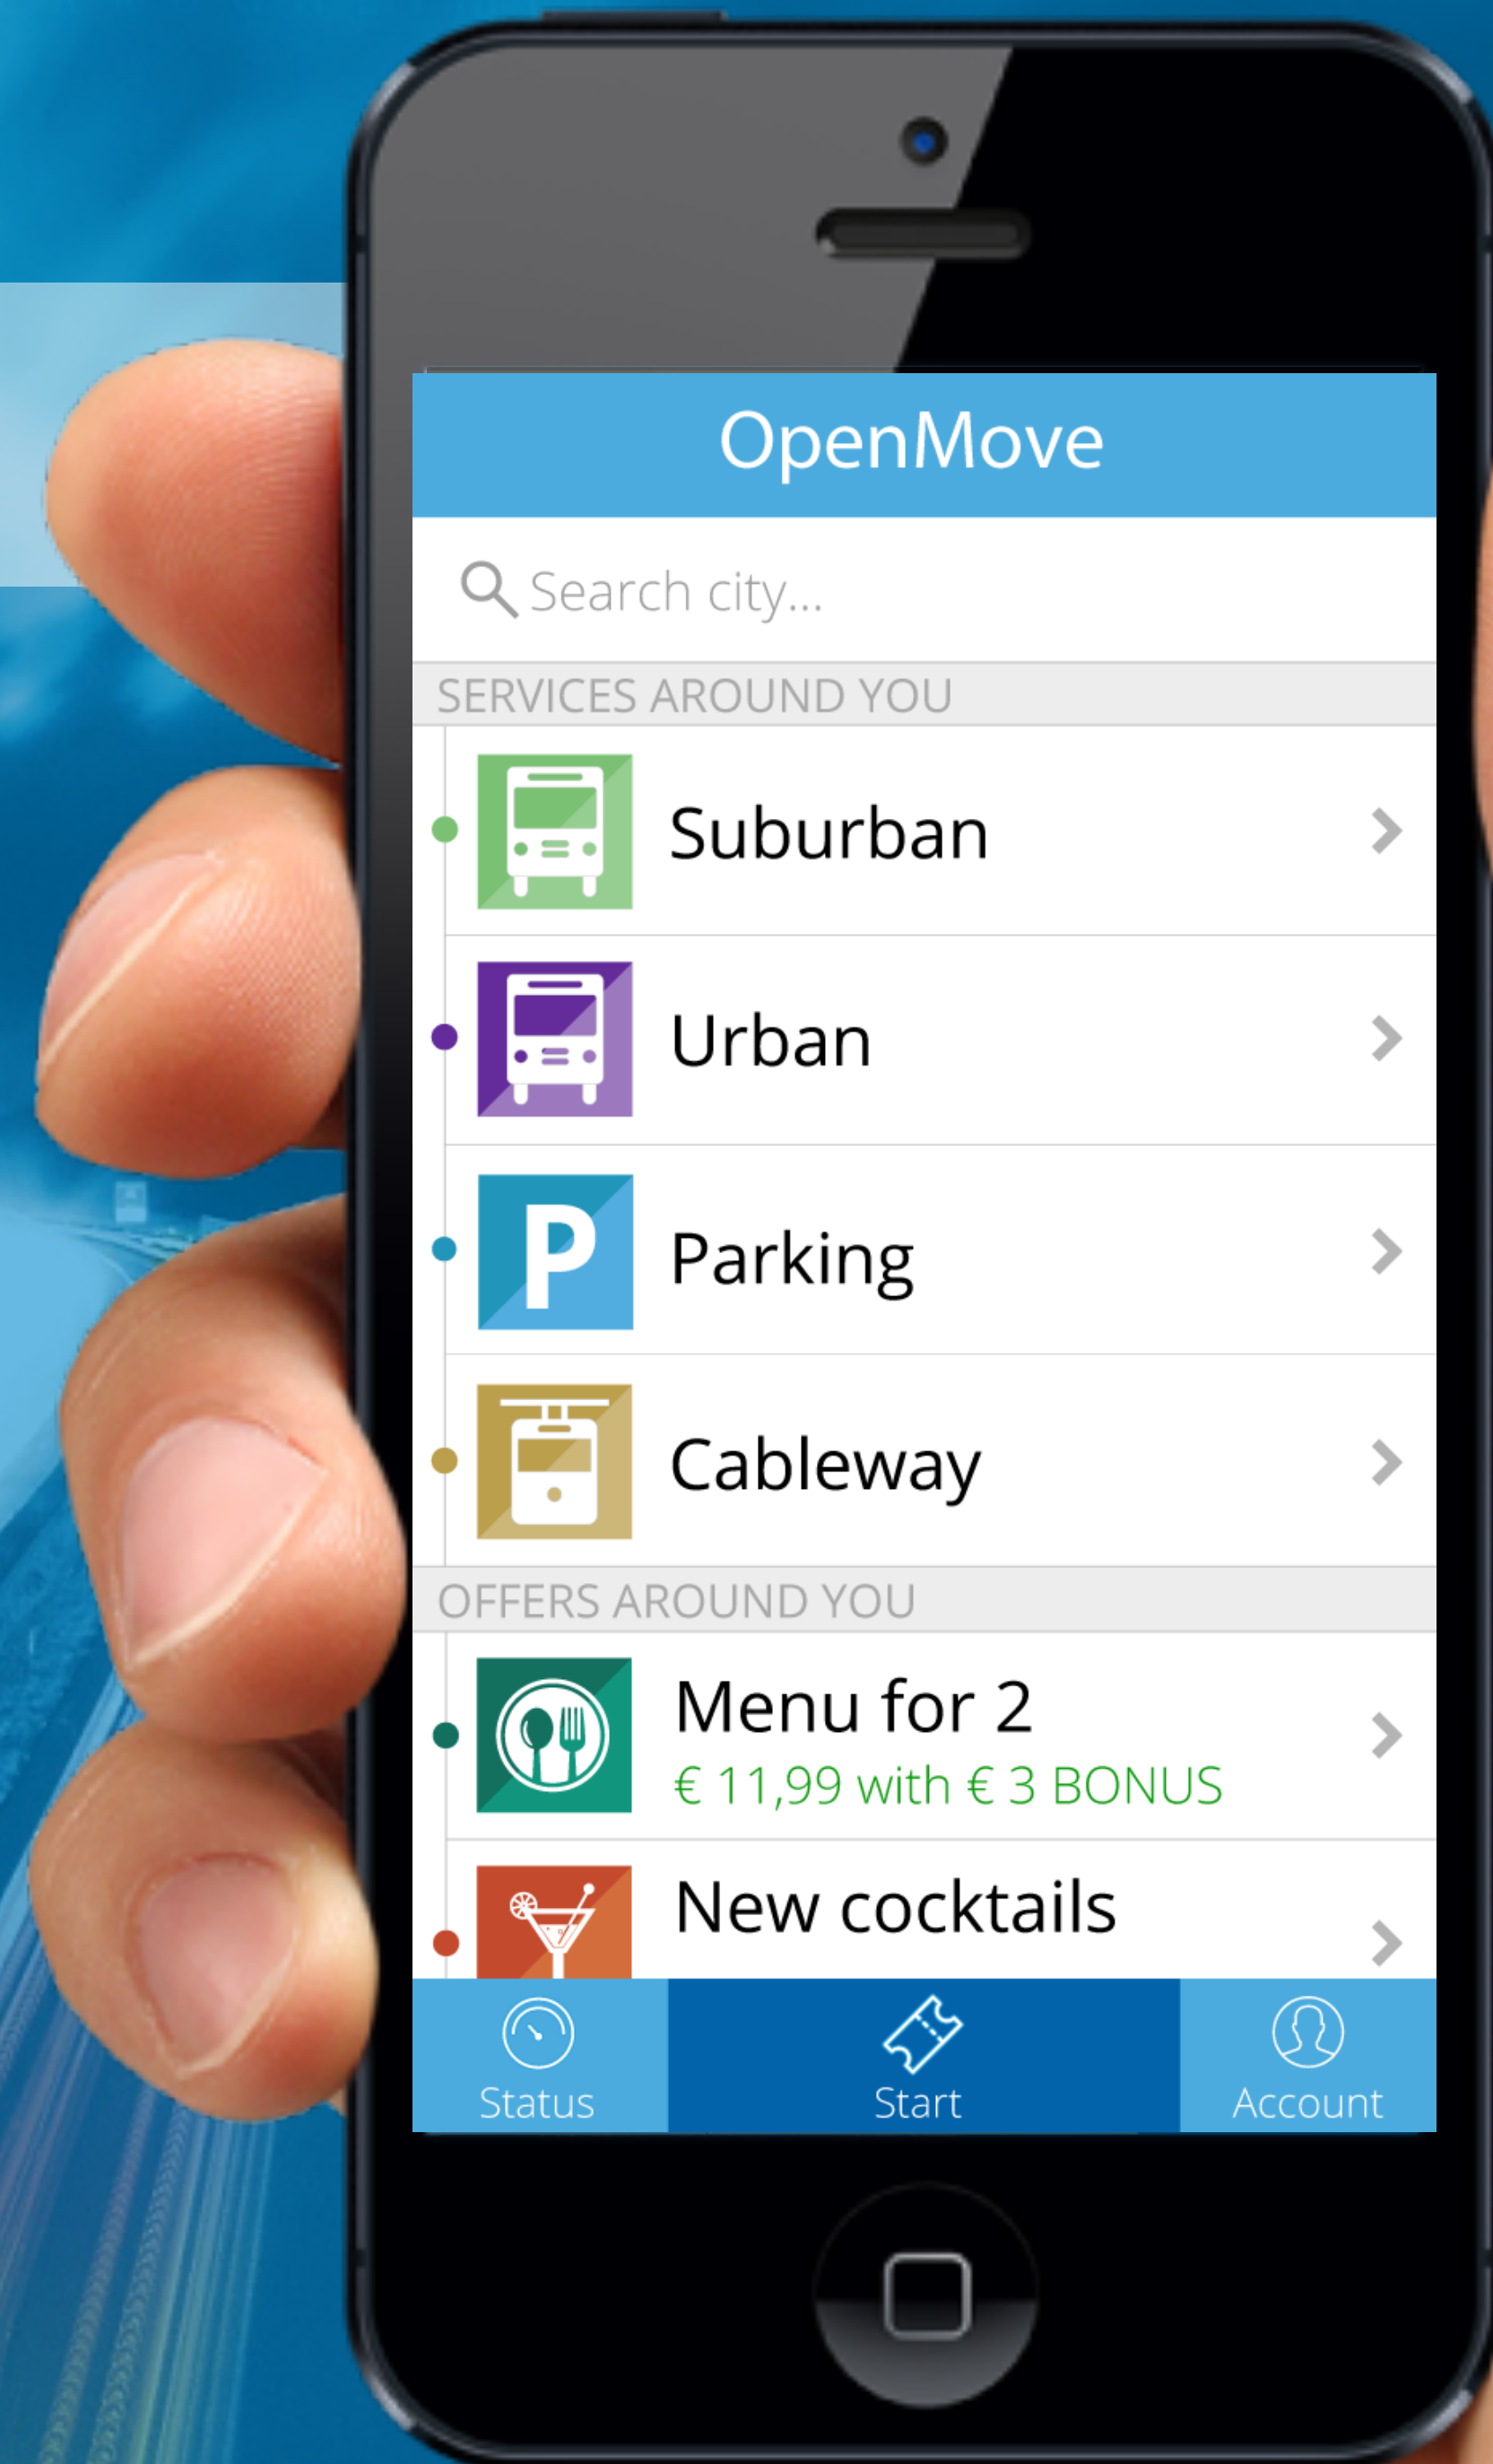 OpenMove
Search city...
SERVICES AROUND YOU
Suburban
Urban
P
Parking
Cableway
OFFERS AROUND YOU
Menu for 2
€ 11,99 with € 3 BONUS
New cocktails
Status
Start
Account